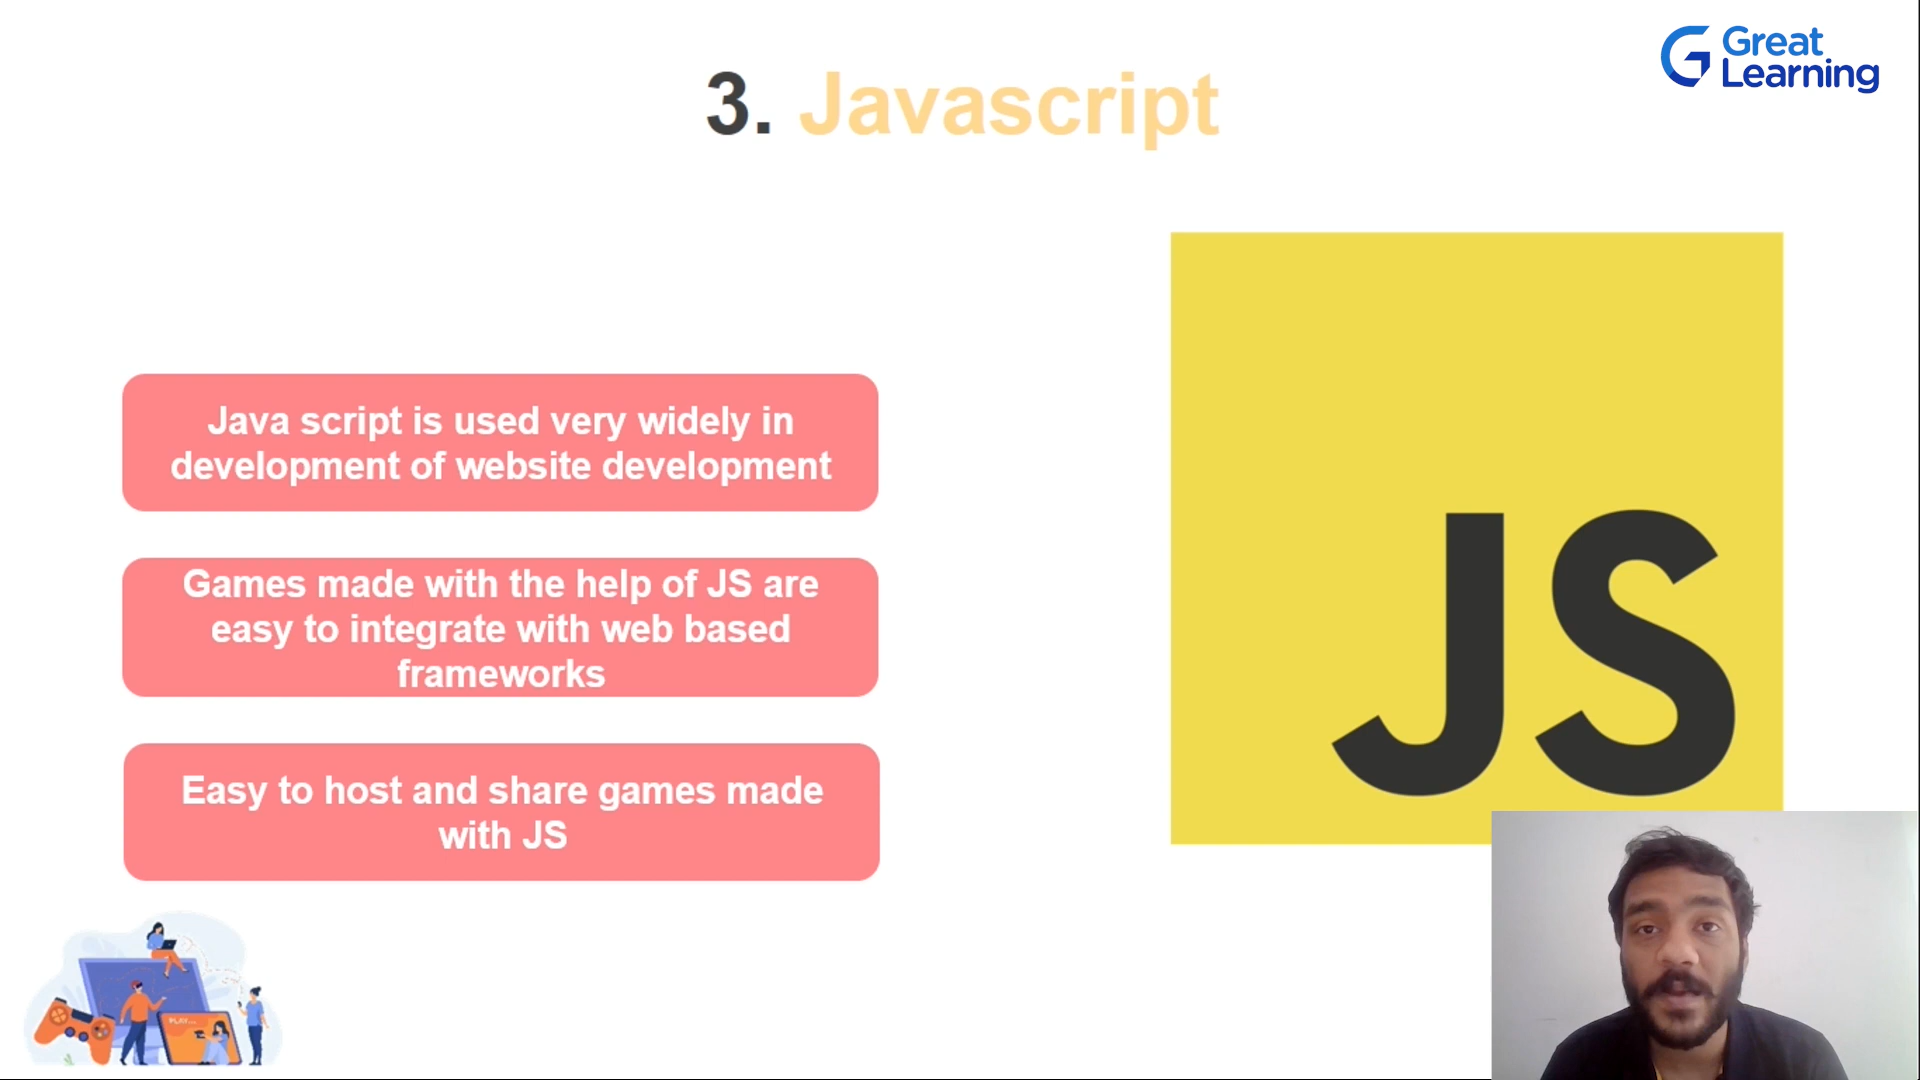 Great
Learning
3. Javascript
Java script is used very widely in
development of website development
Games made with the help of JS are
easy to integrate with web based
frameworks
Easy to host and share games made
with JS
JS
PLAY...